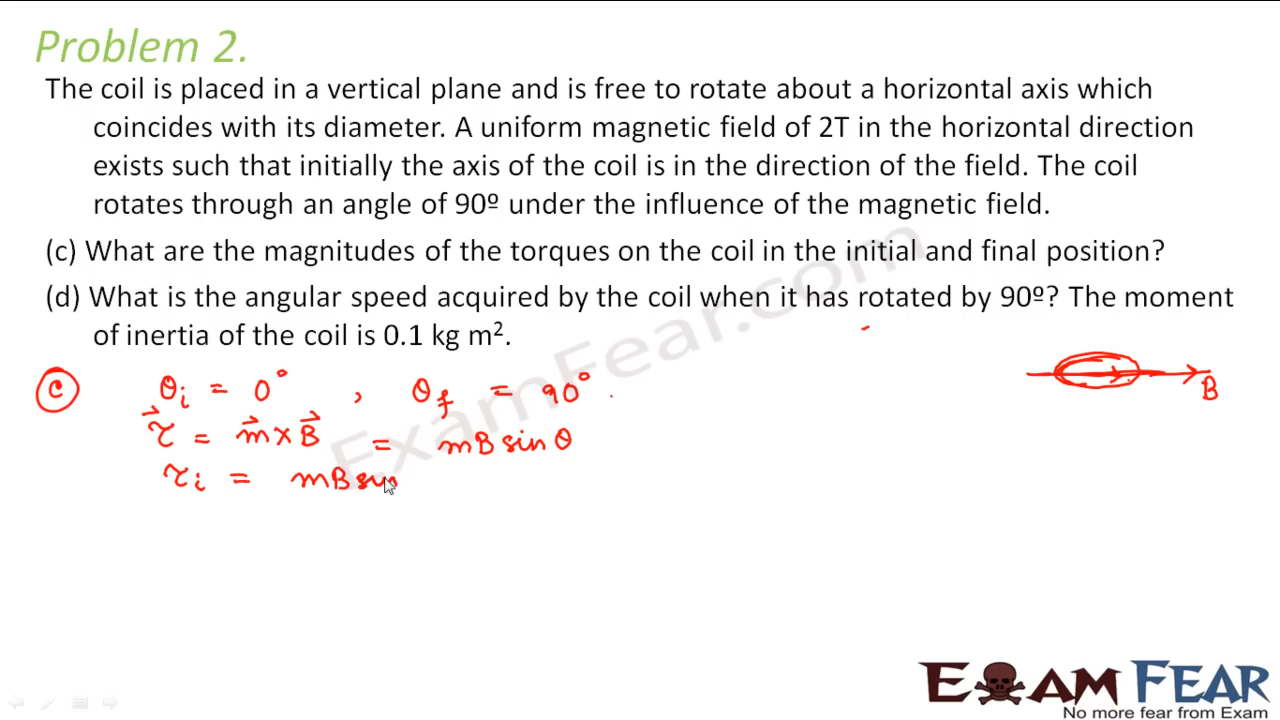 Problem 2.
The coil is placed in a vertical plane and is free to rotate about a horizontal axis which
coincides with its diameter. A uniform magnetic field of 2T in the horizontal direction
exists such that initially the axis of the coil is in the direction of the field. The coil
rotates through an angle of 90º under the influence of the magnetic field.
(c) What are the magnitudes of the torques on the coil in the initial and final position?
(d) What is the angular speed acquired by the coil when it has rotated by 90º? The moment
of inertia of the coil is 0.1 kg m².
B
c θi = 0° , θf = 90° .
τ⃗ = m⃗ × B⃗ = mB sin θ
τi = mB sin
ExamFear.com
EXAM FEAR
No more fear from Exam